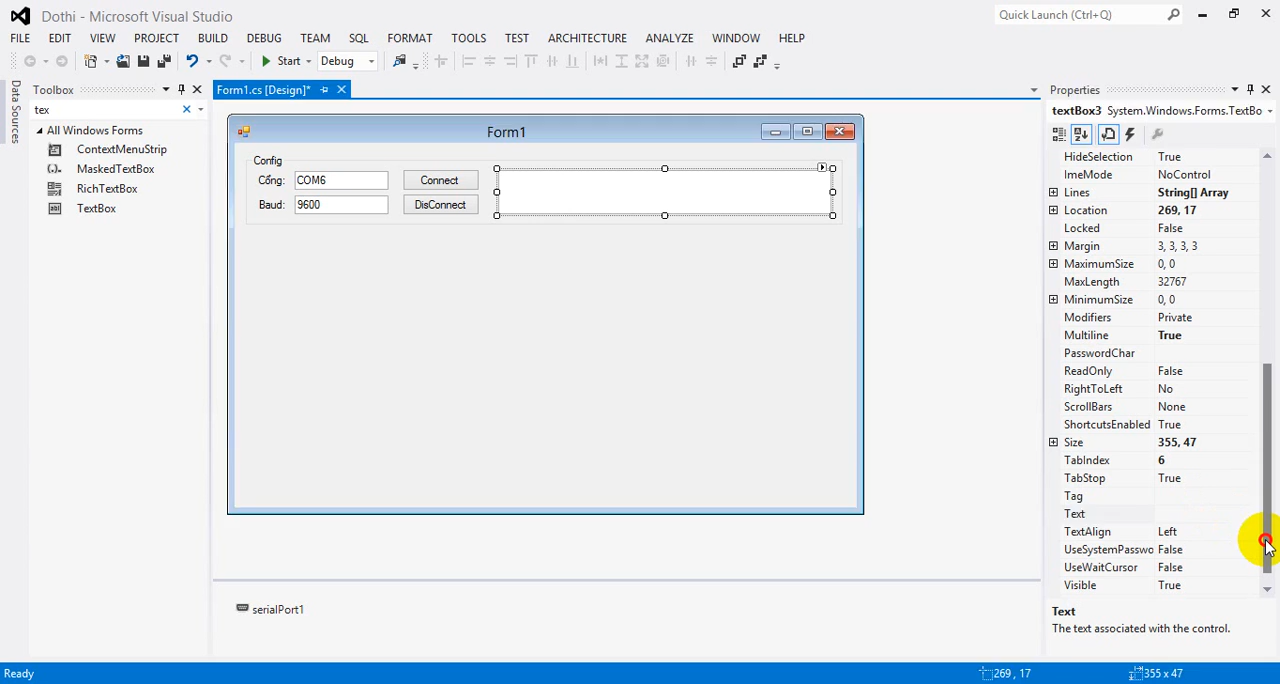 Dothi - Microsoft Visual Studio
Quick Launch (Ctrl+Q)
FILE EDIT VIEW PROJECT BUILD DEBUG TEAM SQL FORMAT TOOLS TEST ARCHITECTURE ANALYZE WINDOW HELP
Start Debug
Data Sources
Toolbox
tex
All Windows Forms
ContextMenuStrip
MaskedTextBox
RichTextBox
TextBox
Form1.cs [Design]*
Form1
Config
Cổng: COM6 Connect
Baud: 9600 DisConnect
serialPort1
Properties
textBox3 System.Windows.Forms.TextBo
HideSelection True
ImeMode NoControl
Lines String[] Array
Location 269, 17
Locked False
Margin 3, 3, 3, 3
MaximumSize 0, 0
MaxLength 32767
MinimumSize 0, 0
Modifiers Private
Multiline True
PasswordChar
ReadOnly False
RightToLeft No
ScrollBars None
ShortcutsEnabled True
Size 355, 47
TabIndex 6
TabStop True
Tag
Text
TextAlign Left
UseSystemPasswo False
UseWaitCursor False
Visible True
Text
The text associated with the control.
Ready 269 , 17 355 x 47